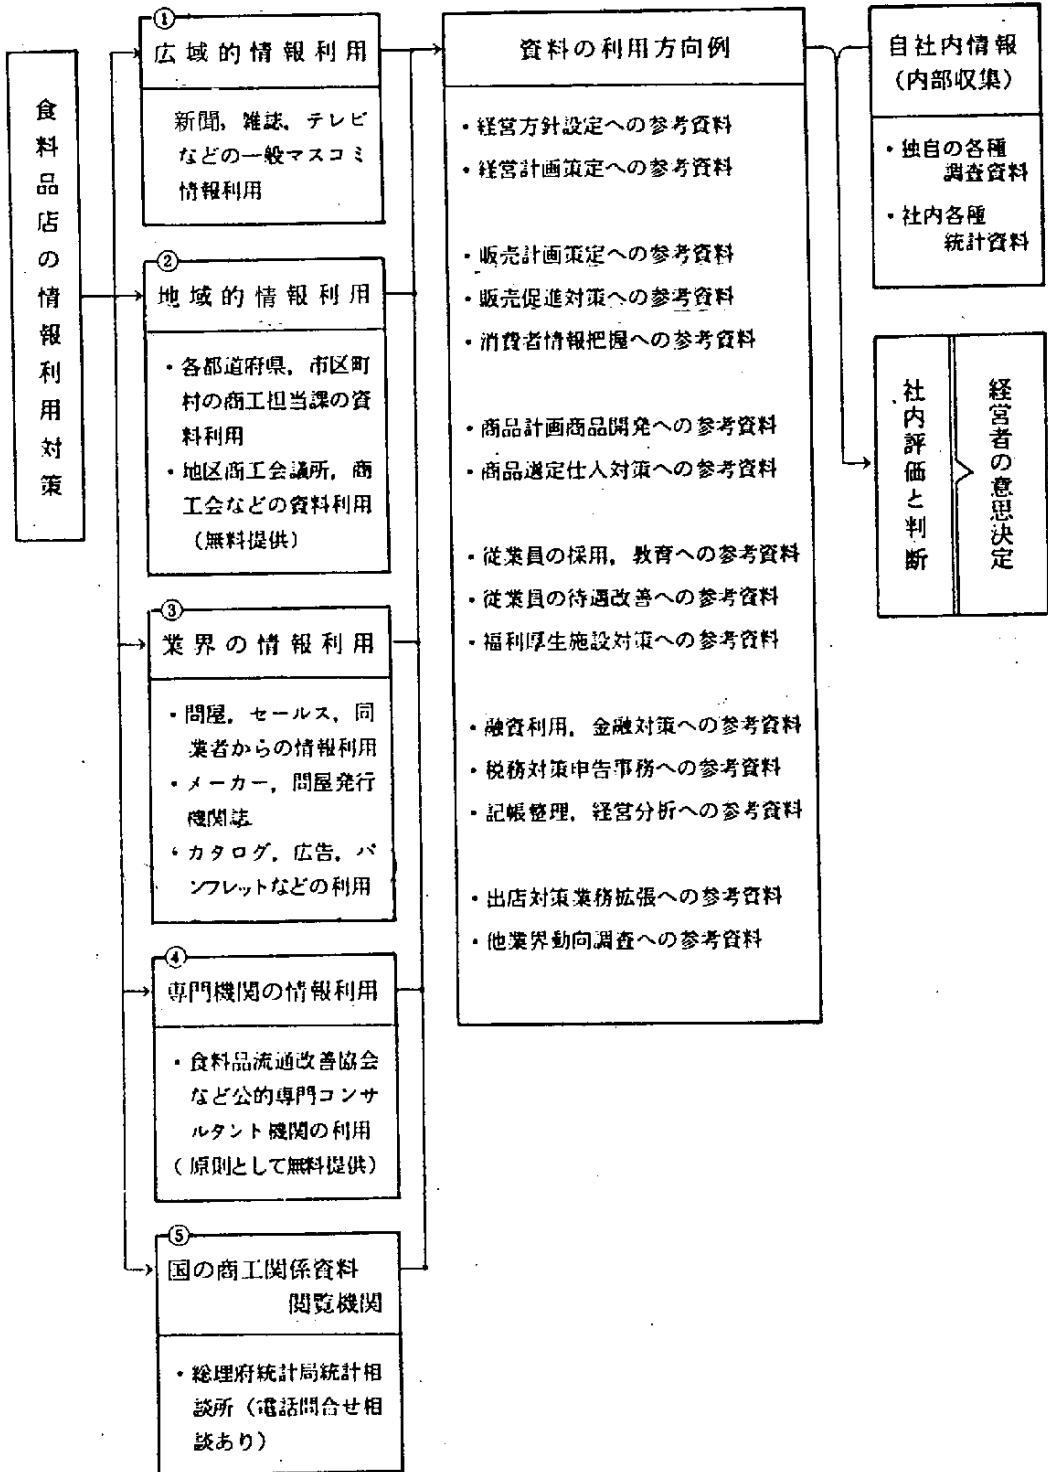 食料品店の情報利用対策
①
広域的情報利用
新聞，雑誌，テレビ
などの一般マスコミ
情報利用
②
地域的情報利用
・各都道府県，市区町
村の商工担当課の資
料利用
・地区商工会議所，商
工会などの資料利用
（無料提供）
③
業界の情報利用
・問屋，セールス，同
業者からの情報利用
・メーカー，問屋発行
機関誌
・カタログ，広告，パ
ンフレットなどの利用
④
専門機関の情報利用
・食料品流通改善協会
など公的専門コンサ
ルタント機関の利用
（原則として無料提供）
⑤
国の商工関係資料
閲覧機関
・総理府統計局統計相
談所（電話問合せ相
談あり）
資料の利用方向例
・経営方針設定への参考資料
・経営計画策定への参考資料
・販売計画策定への参考資料
・販売促進対策への参考資料
・消費者情報把握への参考資料
・商品計画商品開発への参考資料
・商品選定仕入対策への参考資料
・従業員の採用，教育への参考資料
・従業員の待遇改善への参考資料
・福利厚生施設対策への参考資料
・融資利用，金融対策への参考資料
・税務対策申告事務への参考資料
・記帳整理，経営分析への参考資料
・出店対策業務拡張への参考資料
・他業界動向調査への参考資料
自社内情報
（内部収集）
・独自の各種
調査資料
・社内各種
統計資料
社内評価と判断
経営者の意思決定